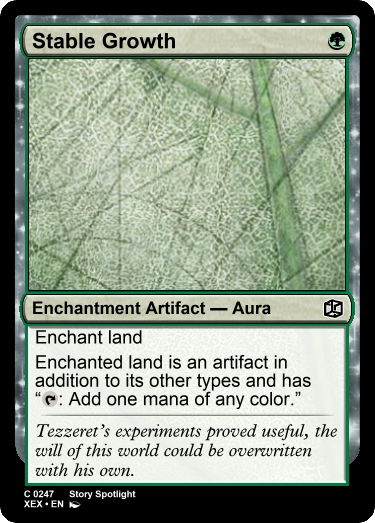 Stable Growth
Enchantment Artifact — Aura
Enchant land
Enchanted land is an artifact in
addition to its other types and has
“: Add one mana of any color.”
Tezzeret’s experiments proved useful, the
will of this world could be overwritten
with his own.
C 0247 Story Spotlight
XEX • EN